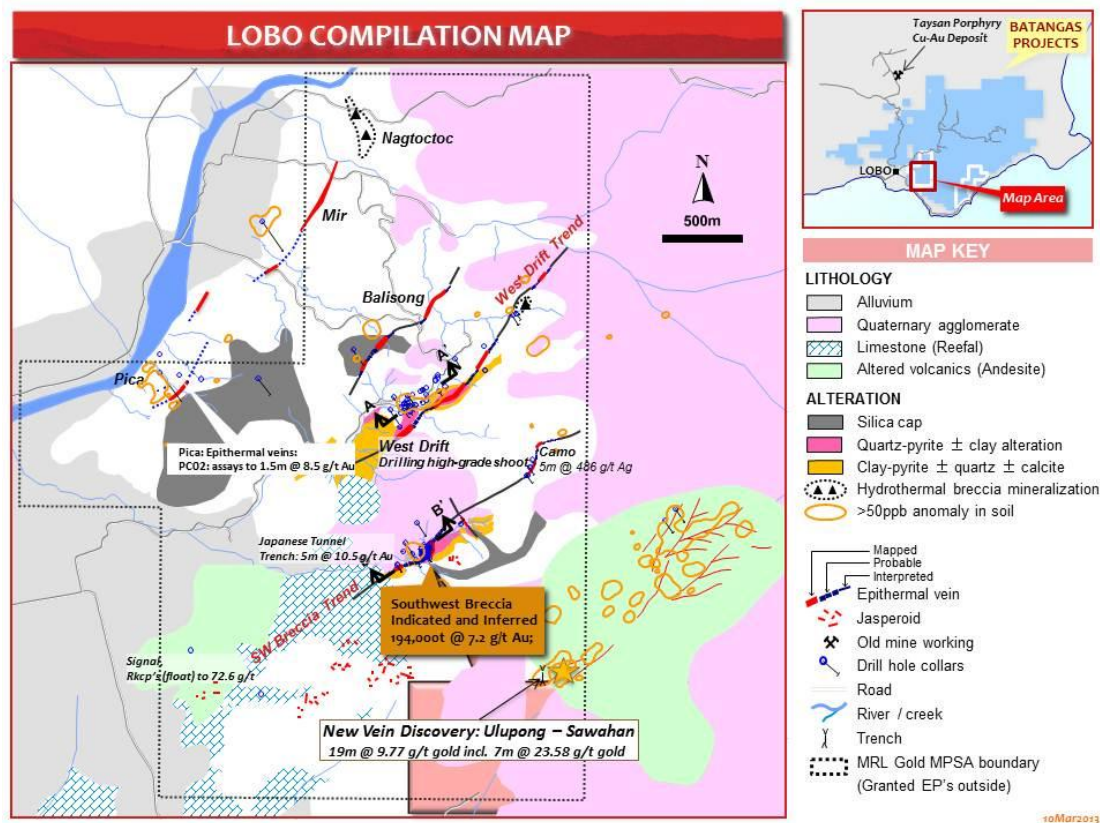 LOBO COMPILATION MAP
Nagtoctoc
Mir
N
500m
West Drift Trend
Balisong
A'
A
Pica
Pica: Epithermal veins:
PC02: assays to 1.5m @ 8.5 g/t Au
West Drift
Drilling high-grade shoot
Camo
5m @ 486 g/t Ag
B'
Japanese Tunnel
Trench: 5m @ 10.5g/t Au
SW Breccia Trend
Southwest Breccia
Indicated and Inferred
194,000t @ 7.2 g/t Au;
Signal,
Rkcp's(float) to 72.6 g/t
New Vein Discovery: Ulupong – Sawahan
19m @ 9.77 g/t gold incl. 7m @ 23.58 g/t gold
Taysan Porphyry
Cu-Au Deposit
BATANGAS
PROJECTS
LOBO
Map Area
MAP KEY
LITHOLOGY
Alluvium
Quaternary agglomerate
Limestone (Reefal)
Altered volcanics (Andesite)
ALTERATION
Silica cap
Quartz-pyrite ± clay alteration
Clay-pyrite ± quartz ± calcite
Hydrothermal breccia mineralization
>50ppb anomaly in soil
Mapped
Probable
Interpreted
Epithermal vein
Jasperoid
Old mine working
Drill hole collars
Road
River / creek
Trench
MRL Gold MPSA boundary
(Granted EP's outside)
10Mar2013